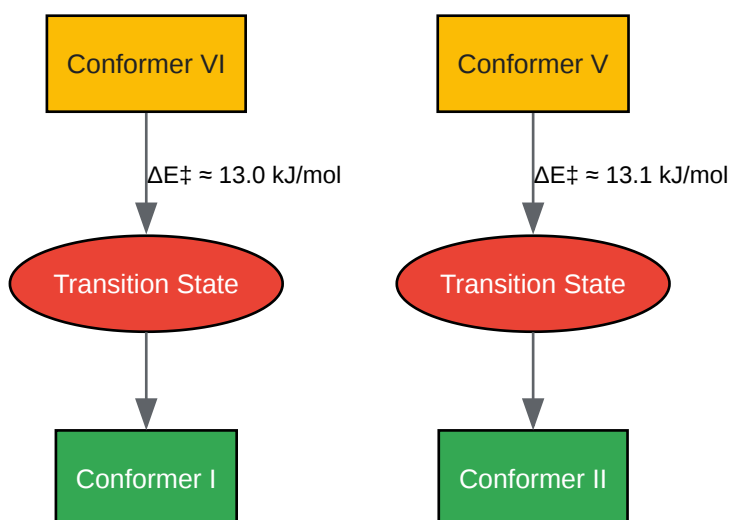 Conformer VI
Conformer V
ΔE‡ ≈ 13.0 kJ/mol
ΔE‡ ≈ 13.1 kJ/mol
Transition State
Transition State
Conformer I
Conformer II